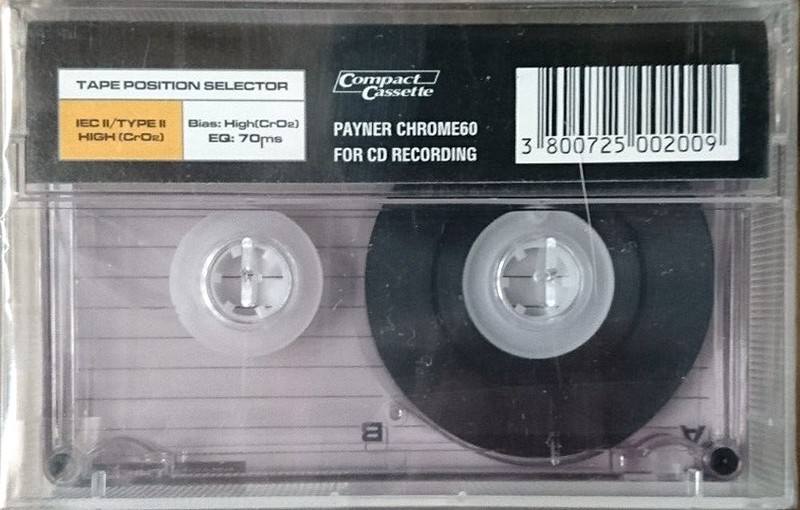 TAPE POSITION SELECTOR
IEC II/TYPE II
HIGH (CrO2)
Bias: High(CrO2)
EQ: 70ms
Compact
Cassette
PAYNER CHROME60
FOR CD RECORDING
3 800725 002009
B
A